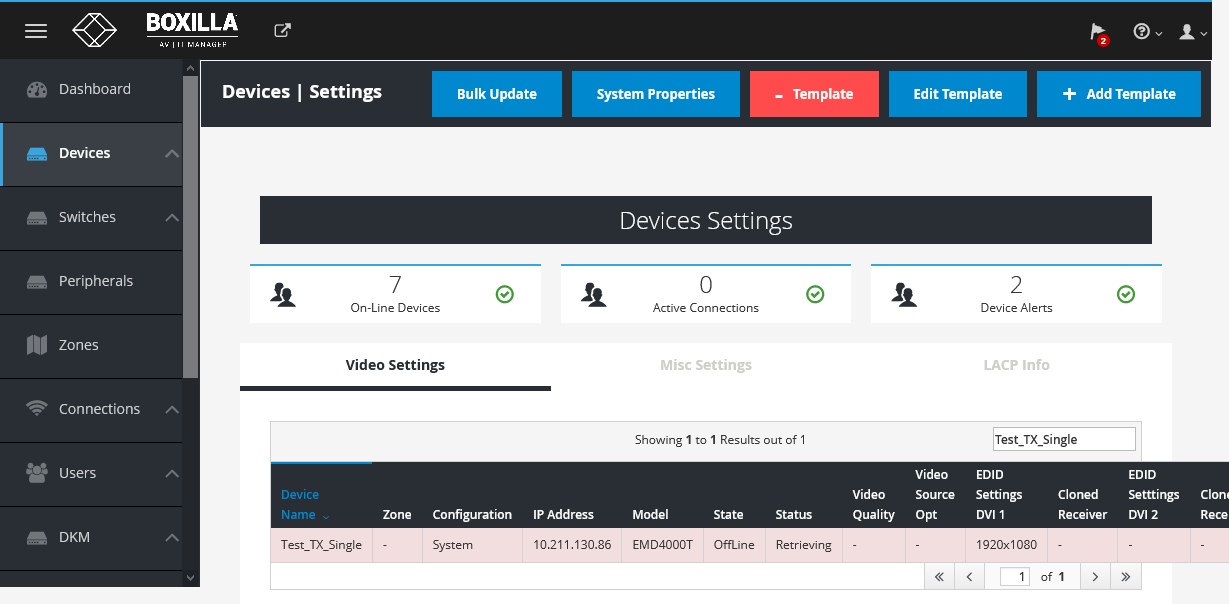 BOXILLA
AV | IT MANAGER
2
Dashboard
Devices
Switches
Peripherals
Zones
Connections
Users
DKM
Devices | Settings
Bulk Update
System Properties
- Template
Edit Template
+ Add Template
Devices Settings
7
On-Line Devices
0
Active Connections
2
Device Alerts
Video Settings
Misc Settings
LACP Info
Showing 1 to 1 Results out of 1
Test_TX_Single
Device Name
Zone
Configuration
IP Address
Model
State
Status
Video Quality
Video Source Opt
EDID Settings DVI 1
Cloned Receiver
EDID Setttings DVI 2
Clone
Rece
Test_TX_Single - System 10.211.130.86 EMD4000T OffLine Retrieving - - 1920x1080 - - -
« < 1 of 1 > »